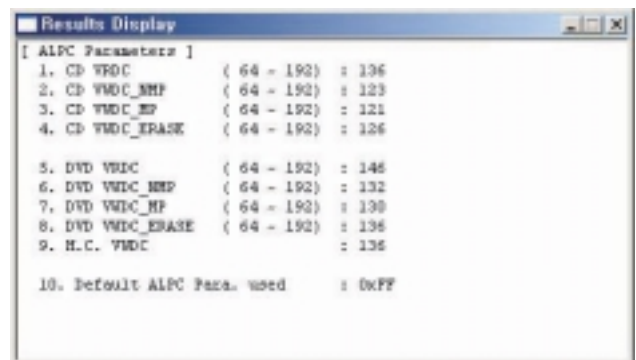 Results Display
[ ALPC Parameters ]
1. CD VRDC ( 64 ~ 192) : 136
2. CD VWDC_NMP ( 64 ~ 192) : 123
3. CD VWDC_MP ( 64 ~ 192) : 121
4. CD VWDC_ERASE ( 64 ~ 192) : 126
5. DVD VRDC ( 64 ~ 192) : 146
6. DVD VWDC_NMP ( 64 ~ 192) : 132
7. DVD VWDC_MP ( 64 ~ 192) : 130
8. DVD VWDC_ERASE ( 64 ~ 192) : 136
9. M.C. VWDC : 136
10. Default ALPC Para. used : 0xFF